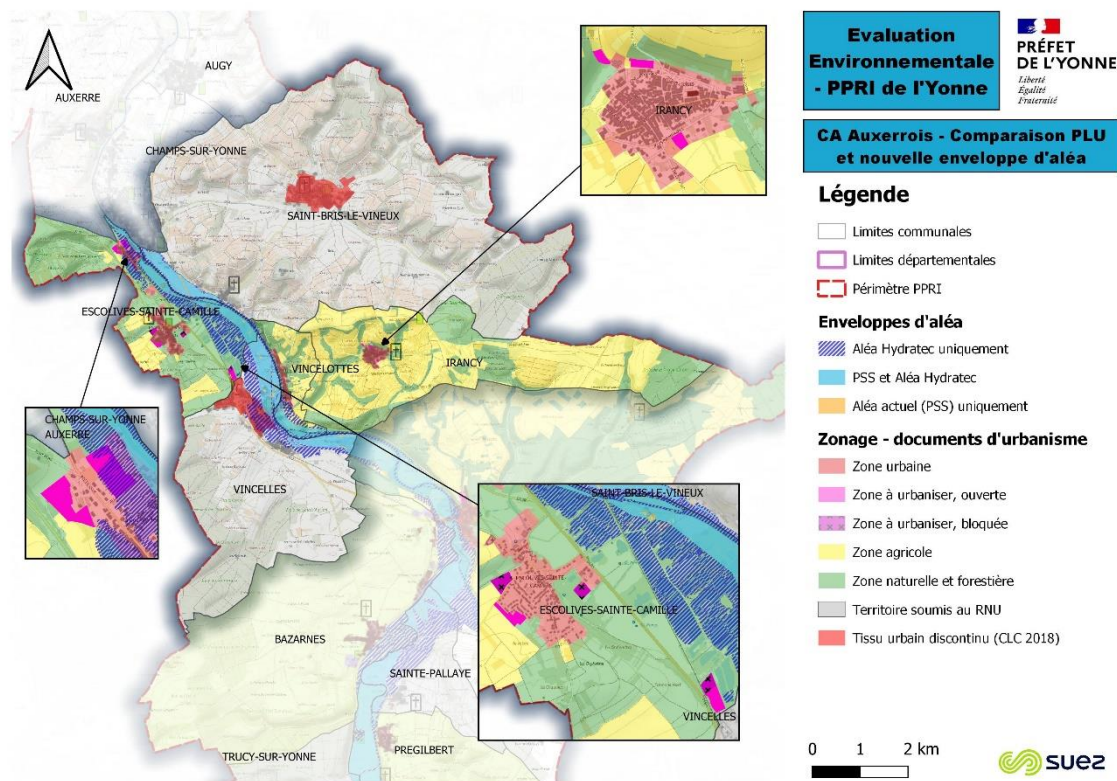 AUGY
AUXERRE
CHAMPS-SUR-YONNE
SAINT-BRIS-LE-VINEUX
ESCOLIVES-SAINTE-CAMILLE
VINCELOTTES
IRANCY
VINCELLES
BAZARNES
SAINTE-PALLAYE
TRUCY-SUR-YONNE
PREGILBERT
IRANCY
CHAMPS-SUR-YONNE
AUXERRE
SAINT-BRIS-LE-VINEUX
ESCOLIVES-SAINTE-CAMILLE
VINCELLES
Evaluation
Environnementale
- PPRI de l'Yonne
PRÉFET
DE L'YONNE
Liberté
Égalité
Fraternité
CA Auxerrois - Comparaison PLU
et nouvelle enveloppe d'aléa
Légende
Limites communales
Limites départementales
Périmètre PPRI
Enveloppes d'aléa
Aléa Hydratec uniquement
PSS et Aléa Hydratec
Aléa actuel (PSS) uniquement
Zonage - documents d'urbanisme
Zone urbaine
Zone à urbaniser, ouverte
Zone à urbaniser, bloquée
Zone agricole
Zone naturelle et forestière
Territoire soumis au RNU
Tissu urbain discontinu (CLC 2018)
0 1 2 km
suez